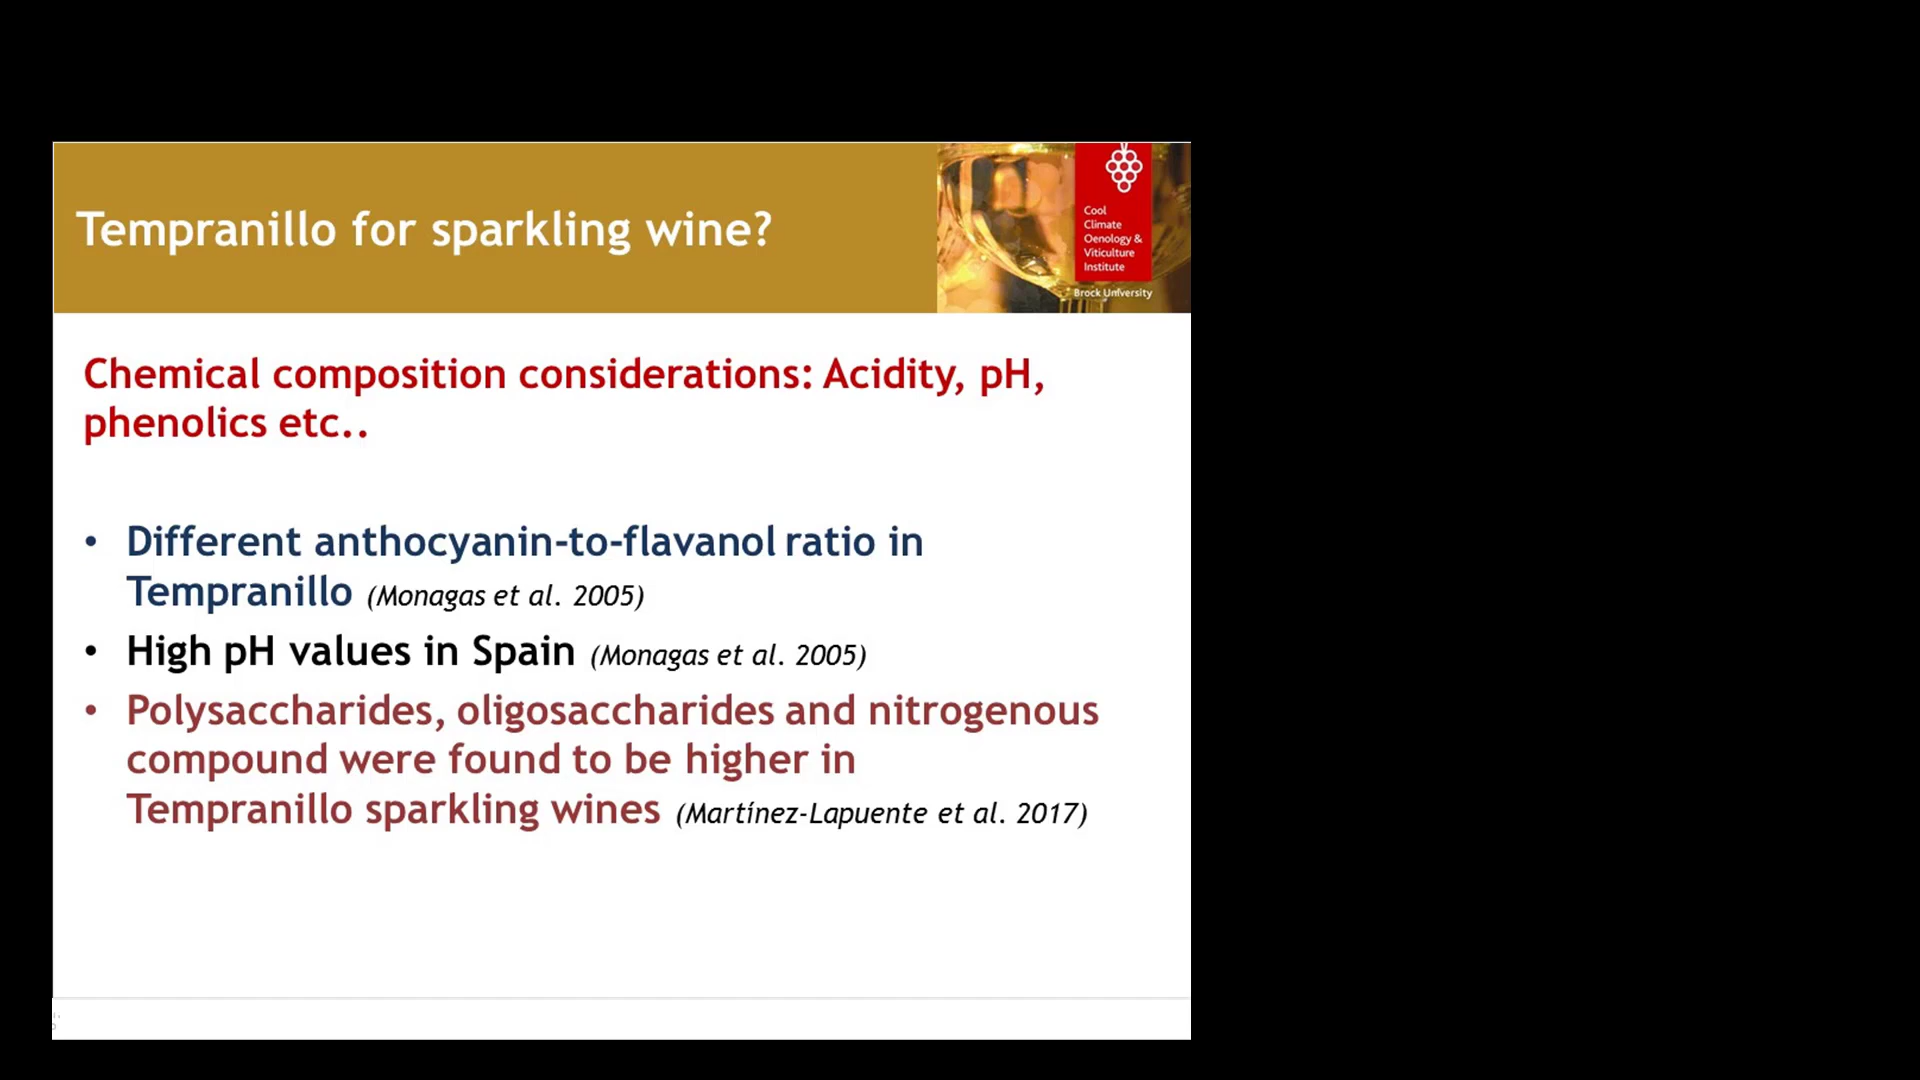 Tempranillo for sparkling wine?
Cool
Climate
Oenology &
Viticulture
Institute
Brock University
Chemical composition considerations: Acidity, pH,
phenolics etc..
• Different anthocyanin-to-flavanol ratio in
Tempranillo (Monagas et al. 2005)
• High pH values in Spain (Monagas et al. 2005)
• Polysaccharides, oligosaccharides and nitrogenous
compound were found to be higher in
Tempranillo sparkling wines (Martínez-Lapuente et al. 2017)